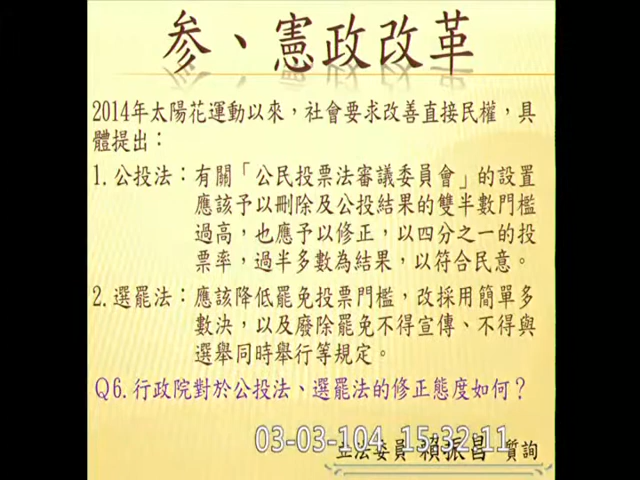 参、憲政改革
2014年太陽花運動以來，社會要求改善直接民權，具
體提出：
1.公投法：有關「公民投票法審議委員會」的設置
應該予以刪除及公投結果的雙半數門檻
過高，也應予以修正，以四分之一的投
票率，過半多數為結果，以符合民意。
2.選罷法：應該降低罷免投票門檻，改採用簡單多
數決，以及廢除罷免不得宣傳、不得與
選舉同時舉行等規定。
Q6.行政院對於公投法、選罷法的修正態度如何？
03-03-104 15:32:11
立法委員 賴振昌 質詢